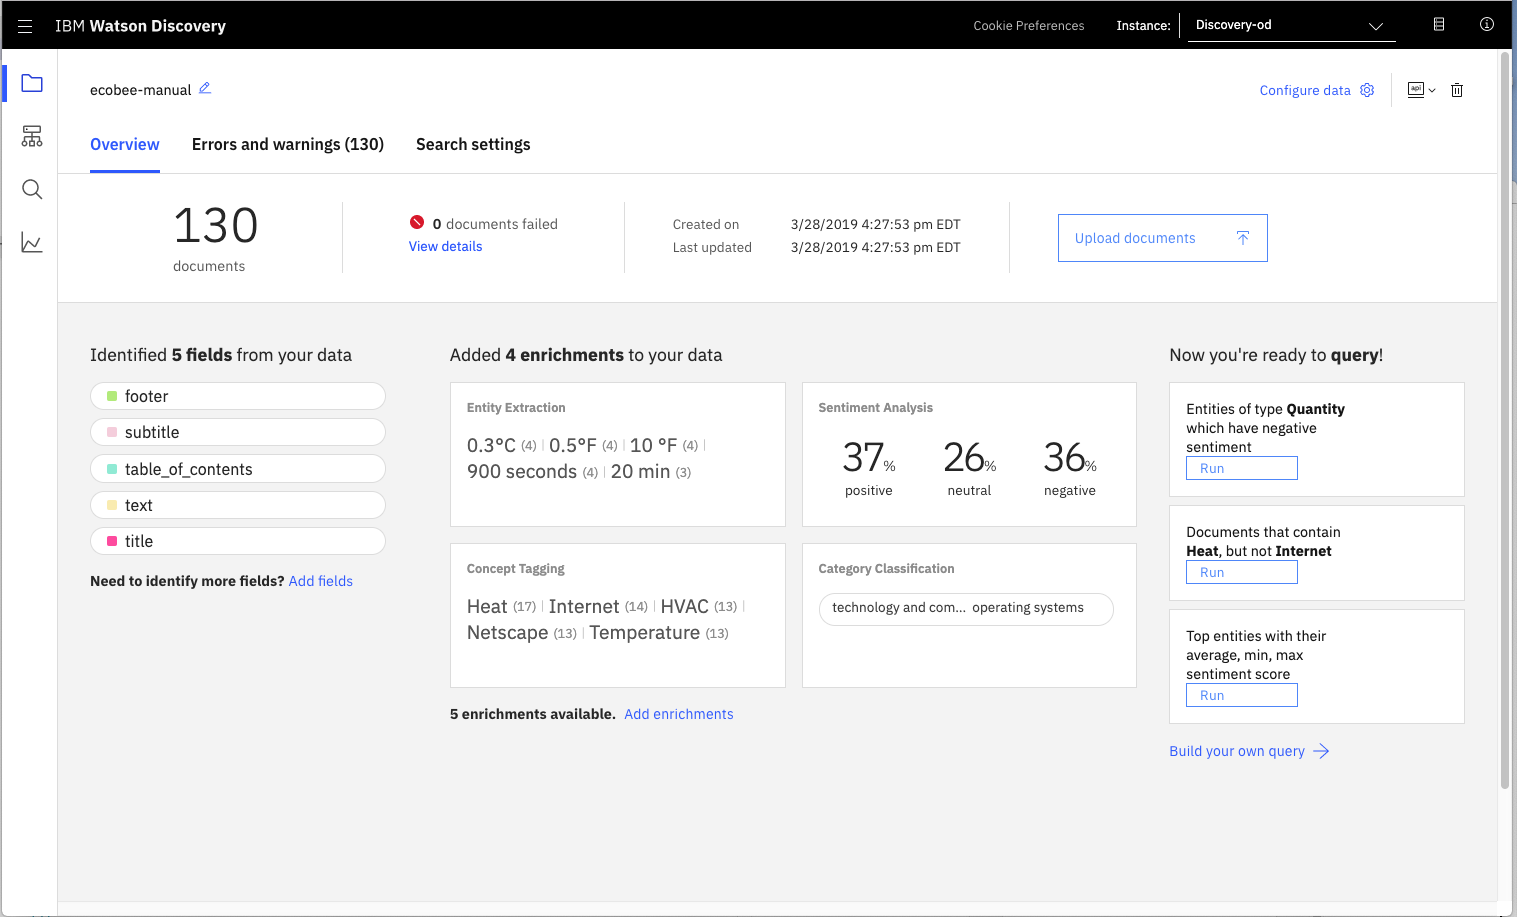 IBM Watson Discovery
Cookie Preferences
Instance:
Discovery-od
ecobee-manual
Configure data
api
Overview
Errors and warnings (130)
Search settings
130
documents
0 documents failed
View details
Created on 3/28/2019 4:27:53 pm EDT
Last updated 3/28/2019 4:27:53 pm EDT
Upload documents
Identified 5 fields from your data
footer
subtitle
table_of_contents
text
title
Need to identify more fields? Add fields
Added 4 enrichments to your data
Entity Extraction
0.3°C (4) | 0.5°F (4) | 10 °F (4) |
900 seconds (4) | 20 min (3)
Sentiment Analysis
37% 26% 36%
positive neutral negative
Concept Tagging
Heat (17) | Internet (14) | HVAC (13) |
Netscape (13) | Temperature (13)
Category Classification
technology and com... operating systems
5 enrichments available. Add enrichments
Now you're ready to query!
Entities of type Quantity
which have negative
sentiment
Run
Documents that contain
Heat, but not Internet
Run
Top entities with their
average, min, max
sentiment score
Run
Build your own query